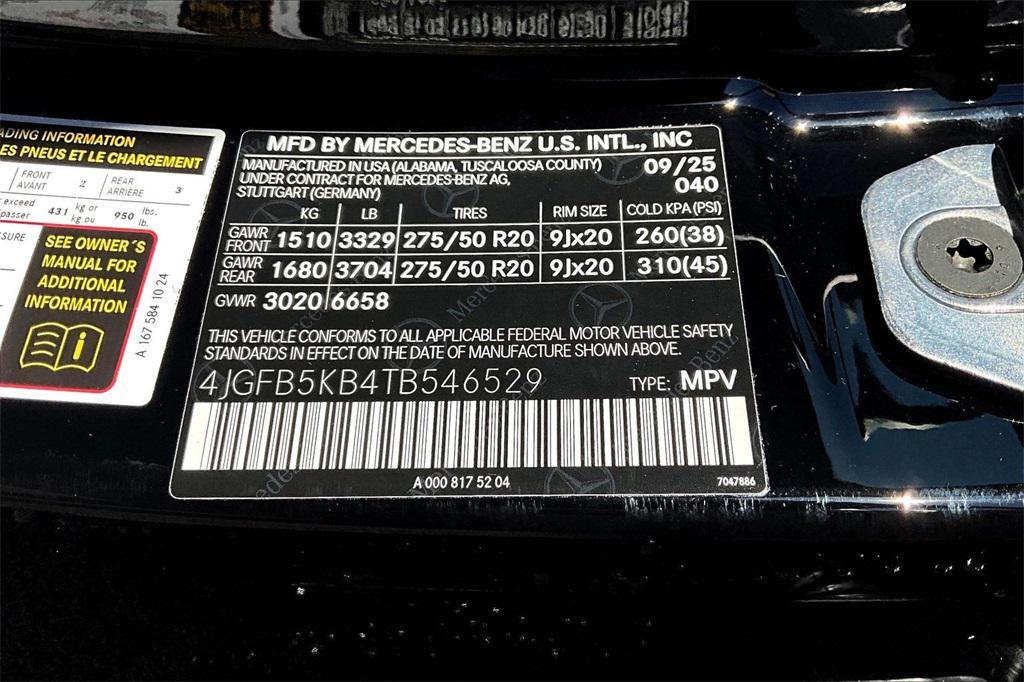 ADING INFORMATION
ES PNEUS ET LE CHARGEMENT
FRONT 2 REAR 3
AVANT ARRIÈRE
exceed 431 kg or 950 lbs.
passer kg ou lb.
SEE OWNER´S
MANUAL FOR
ADDITIONAL
INFORMATION
A 167 584 10 24
MFD BY MERCEDES-BENZ U.S. INTL., INC
MANUFACTURED IN USA (ALABAMA, TUSCALOOSA COUNTY) 09/25
UNDER CONTRACT FOR MERCEDES-BENZ AG, 040
STUTTGART (GERMANY)
KG LB TIRES RIM SIZE COLD KPA (PSI)
GAWR FRONT 1510 3329 275/50 R20 9Jx20 260(38)
GAWR REAR 1680 3704 275/50 R20 9Jx20 310(45)
GVWR 3020 6658
THIS VEHICLE CONFORMS TO ALL APPLICABLE FEDERAL MOTOR VEHICLE SAFETY
STANDARDS IN EFFECT ON THE DATE OF MANUFACTURE SHOWN ABOVE.
4JGFB5KB4TB546529 TYPE: MPV
A 000 817 52 04 7047886